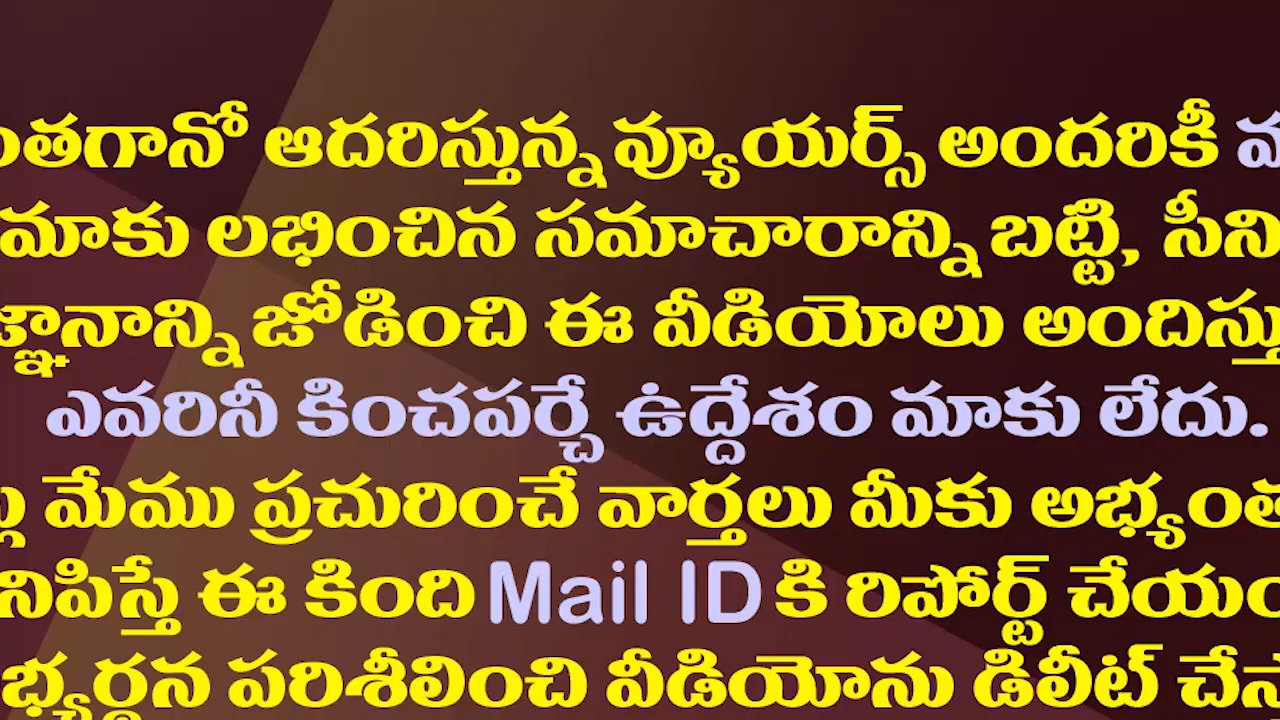 ఆదరిస్తున్న వ్యూయర్స్ అందరికీ
మాకు లభించిన సమాచారాన్ని బట్టి,
జోడించి ఈ వీడియోలు
ఎవరినీ కించపర్చే ఉద్దేశం మాకు లేదు.
మేము ప్రచురించే వార్తలు మీకు
ఈ కింది Mail ID కి రిపోర్ట్
పరిశీలించి వీడియోను డిలీట్